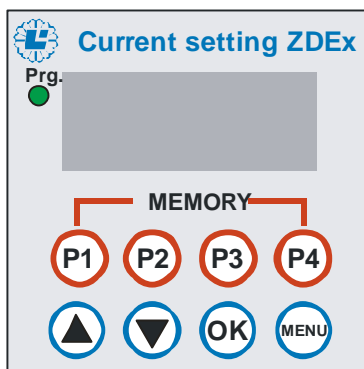 Current setting ZDEx
Prg.
MEMORY
P1 P2 P3 P4
OK MENU